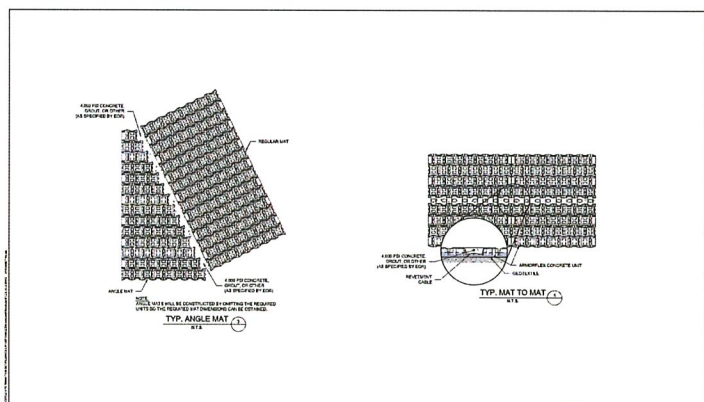 4,000 PSI CONCRETE,
GROUT, OR OTHER
(AS SPECIFIED BY EOR)
REGULAR MAT
4,000 PSI CONCRETE,
GROUT, OR OTHER
(AS SPECIFIED BY EOR)
ANGLE MAT
NOTE:
ANGLE MATS WILL BE CONSTRUCTED BY OMITTING THE REQUIRED
UNITS SO THE REQUIRED MAT DIMENSIONS CAN BE OBTAINED.
TYP. ANGLE MAT
N.T.S.
4,000 PSI CONCRETE,
GROUT, OR OTHER
(AS SPECIFIED BY EOR)
REVETMENT
CABLE
ARMORFLEX CONCRETE UNIT
GEOTEXTILE
TYP. MAT TO MAT
N.T.S.